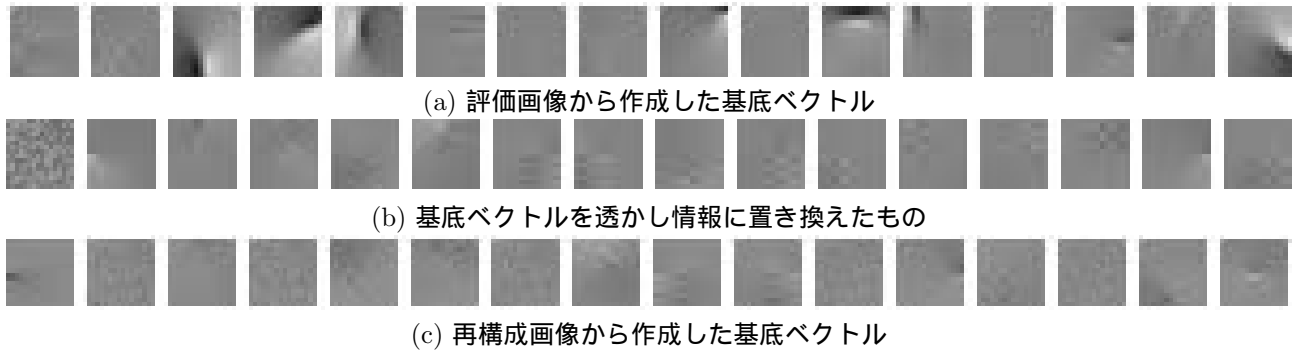 (a) 評価画像から作成した基底ベクトル
(b) 基底ベクトルを透かし情報に置き換えたもの
(c) 再構成画像から作成した基底ベクトル